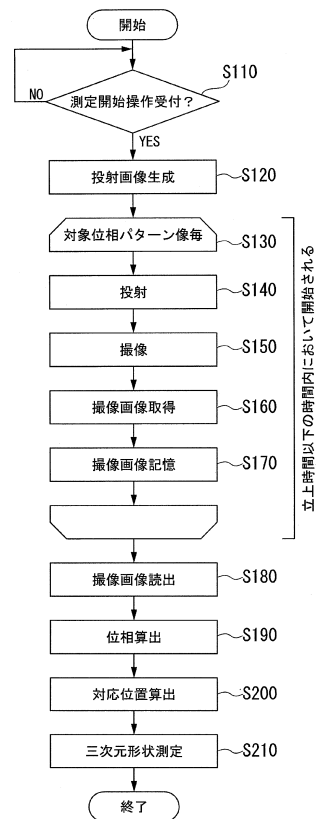 開始
S110
測定開始操作受付？
NO
YES
投射画像生成
S120
対象位相パターン像毎
S130
投射
S140
撮像
S150
撮像画像取得
S160
撮像画像記憶
S170
立上時間以下の時間内において開始される
撮像画像読出
S180
位相算出
S190
対応位置算出
S200
三次元形状測定
S210
終了